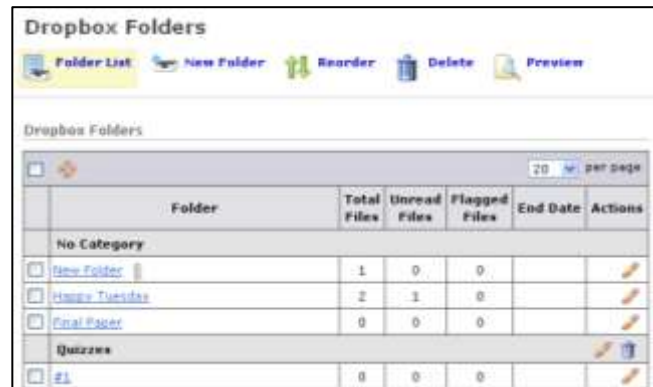 Dropbox Folders
Folder List New Folder Reorder Delete Preview
Dropbox Folders
20 per page
Folder Total Files Unread Files Flagged Files End Date Actions
No Category
New Folder 1 0 0
Happy Tuesday 2 1 0
Final Paper 0 0 0
Quizzes
#1 0 0 0